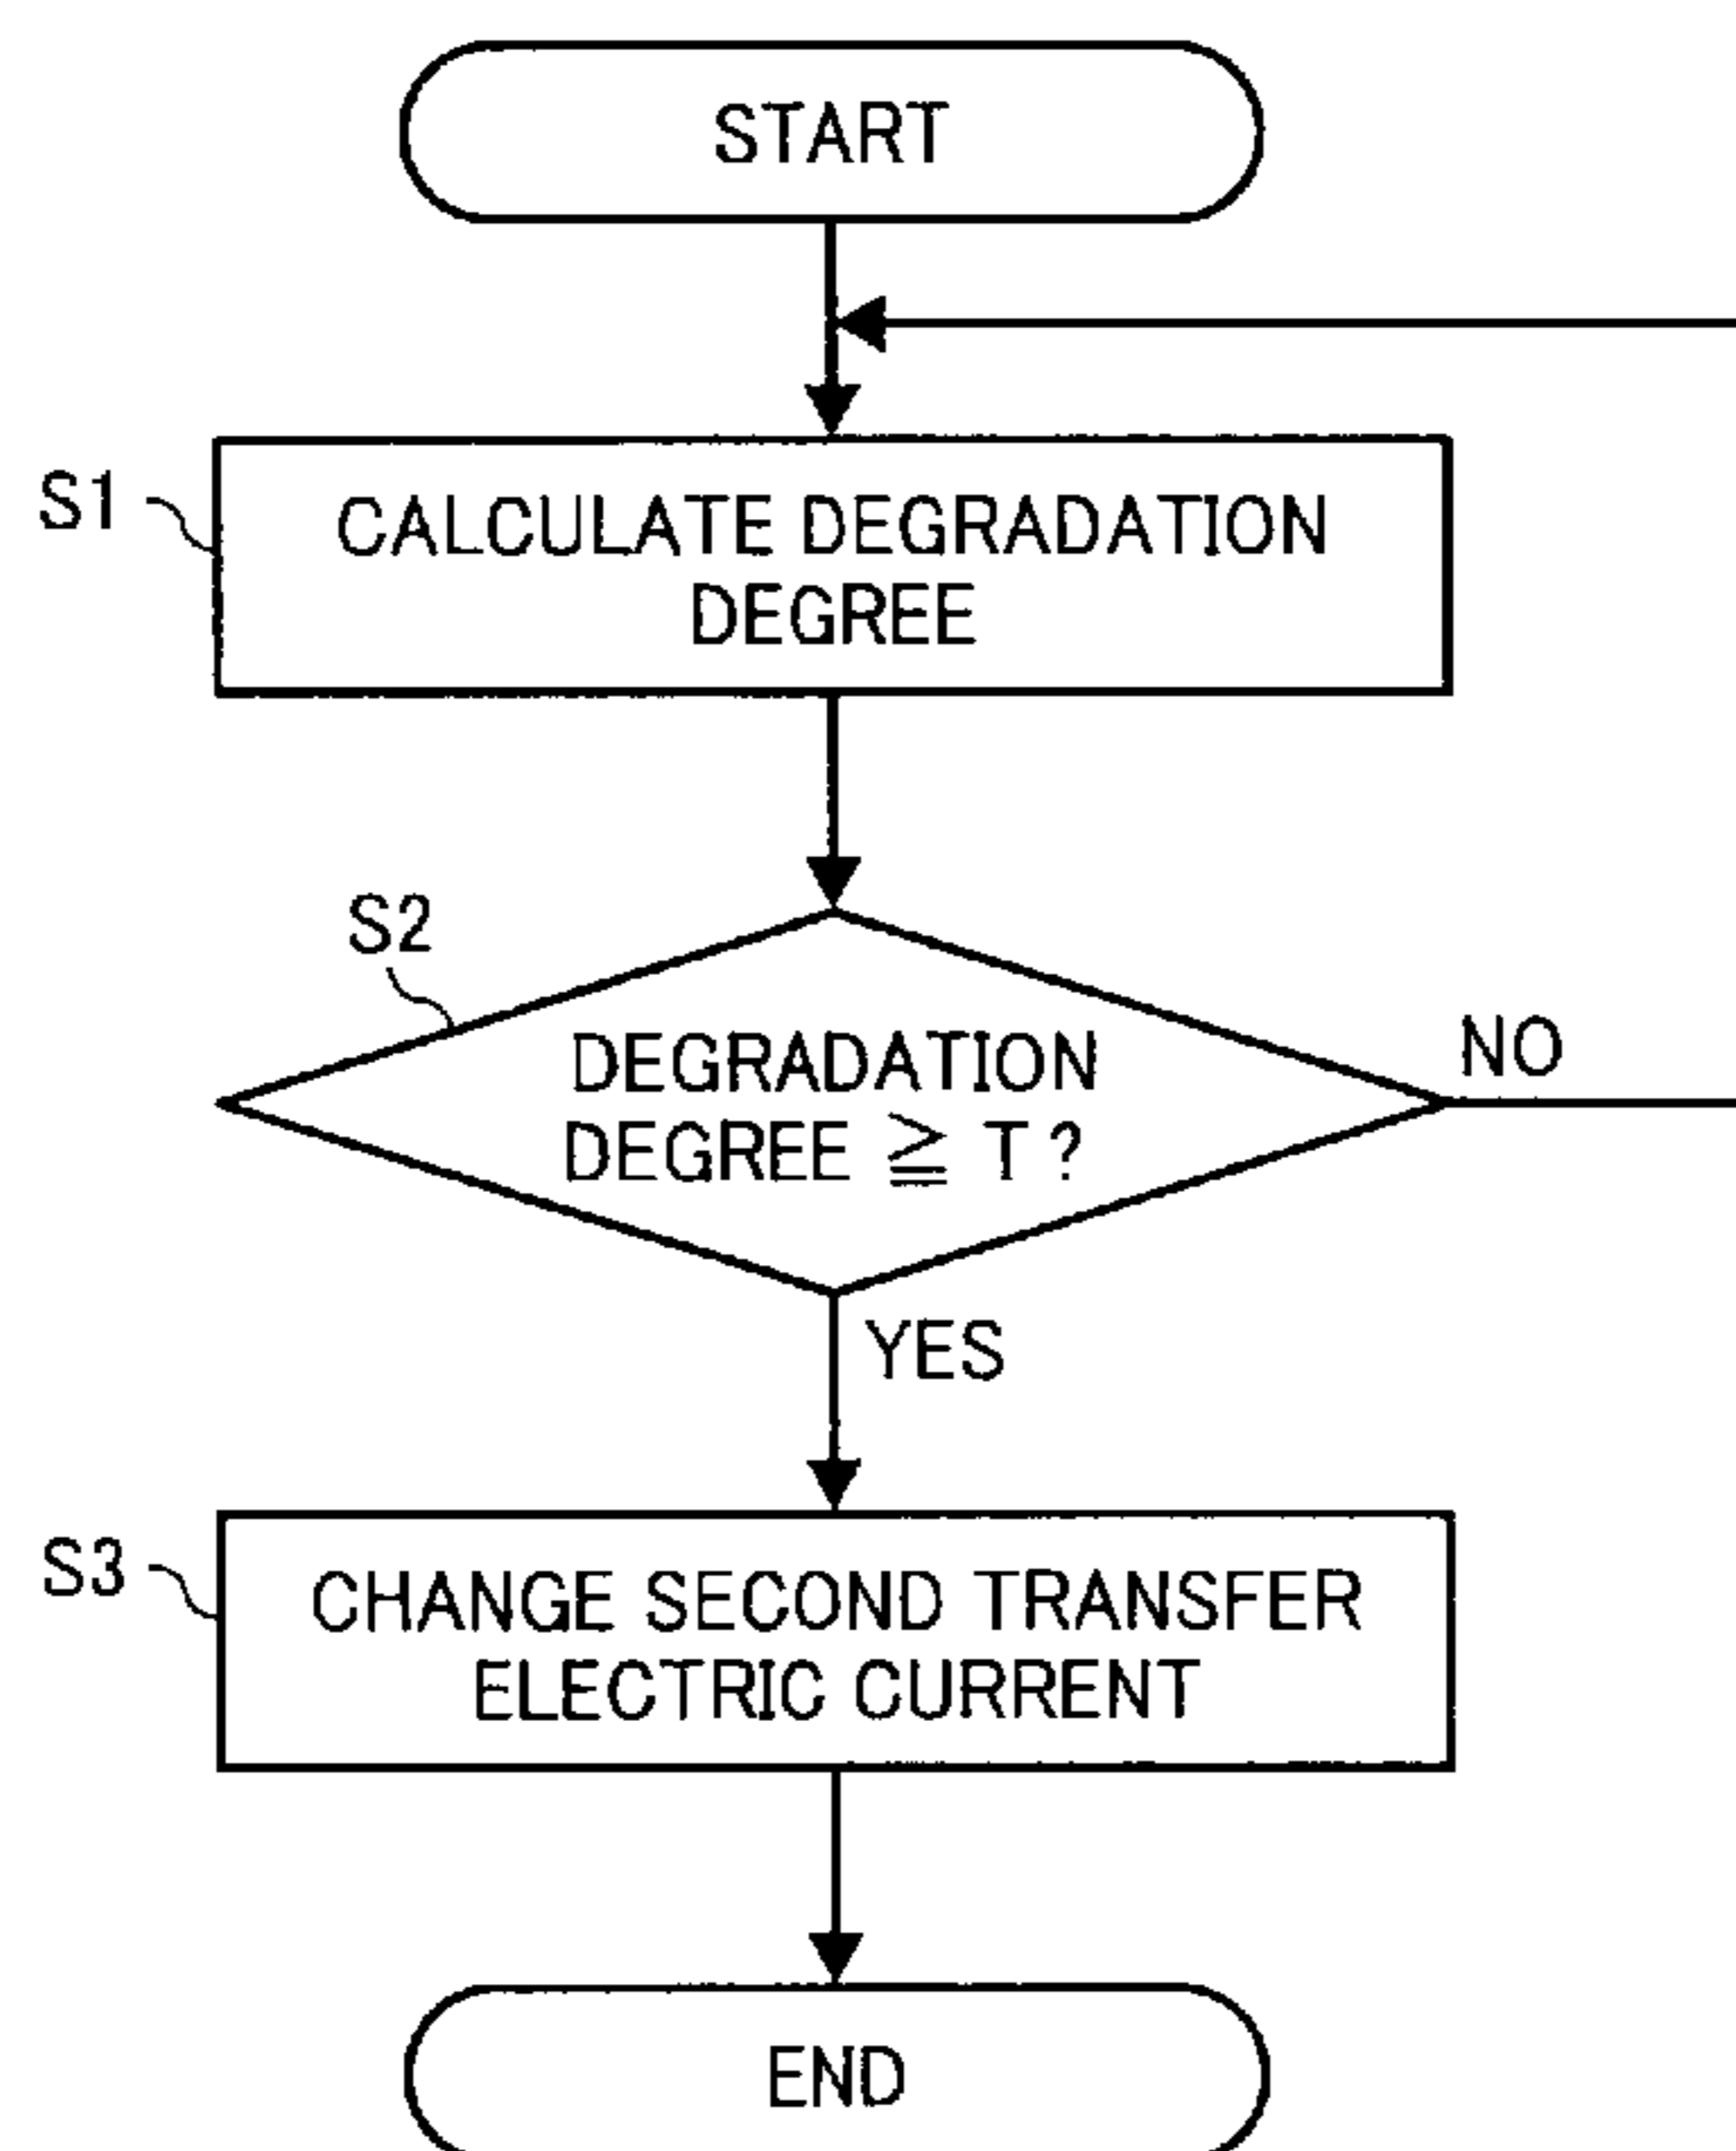 START
S1
CALCULATE DEGRADATION
DEGREE
S2
DEGRADATION
DEGREE ≧ T ?
NO
YES
S3
CHANGE SECOND TRANSFER
ELECTRIC CURRENT
END